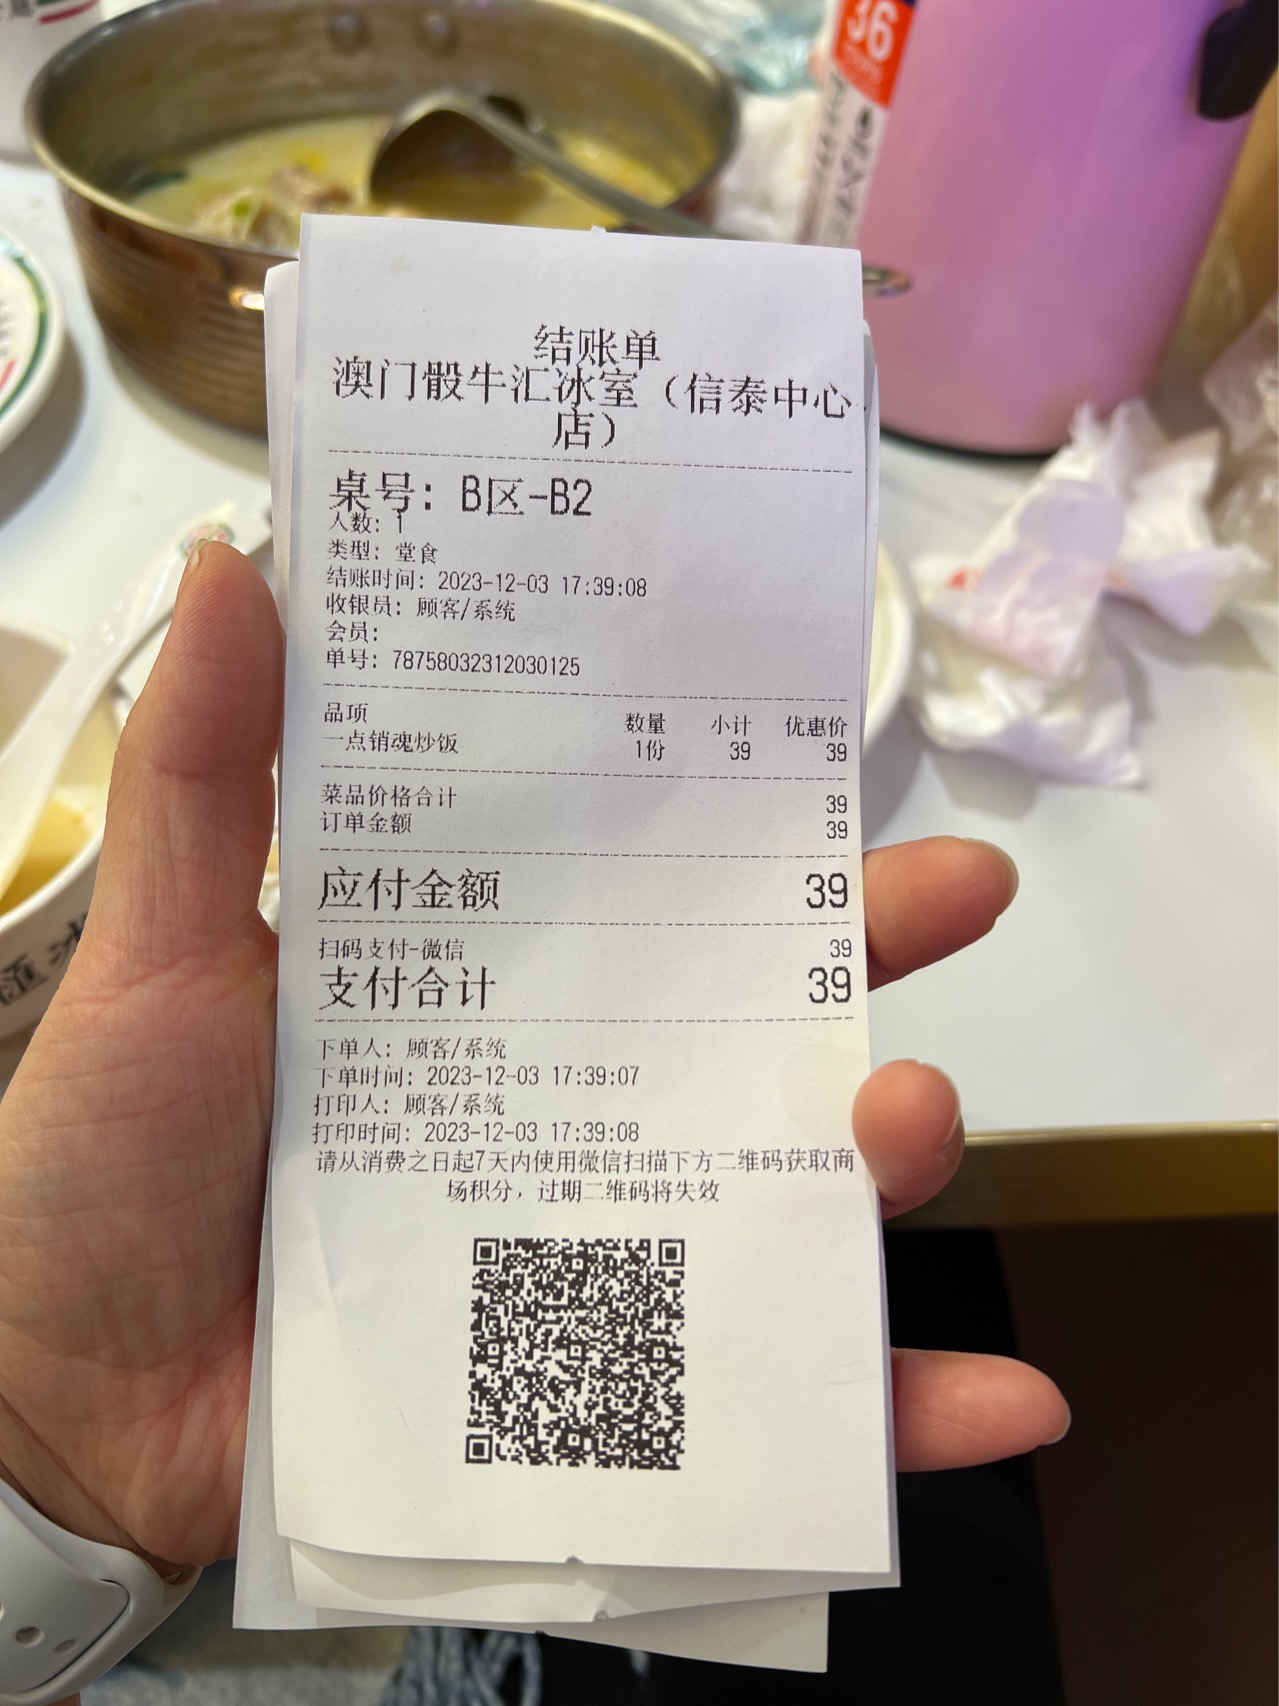 36
结账单
澳门骰牛汇冰室（信泰中心
店）
桌号：B区-B2
人数：1
类型：堂食
结账时间：2023-12-03 17:39:08
收银员：顾客/系统
会员：
单号：78758032312030125
品项 数量 小计 优惠价
一点销魂炒饭 1份 39 39
菜品价格合计 39
订单金额 39
应付金额 39
扫码支付-微信 39
支付合计 39
下单人：顾客/系统
下单时间：2023-12-03 17:39:07
打印人：顾客/系统
打印时间：2023-12-03 17:39:08
请从消费之日起7天内使用微信扫描下方二维码获取商
场积分，过期二维码将失效
匯冰